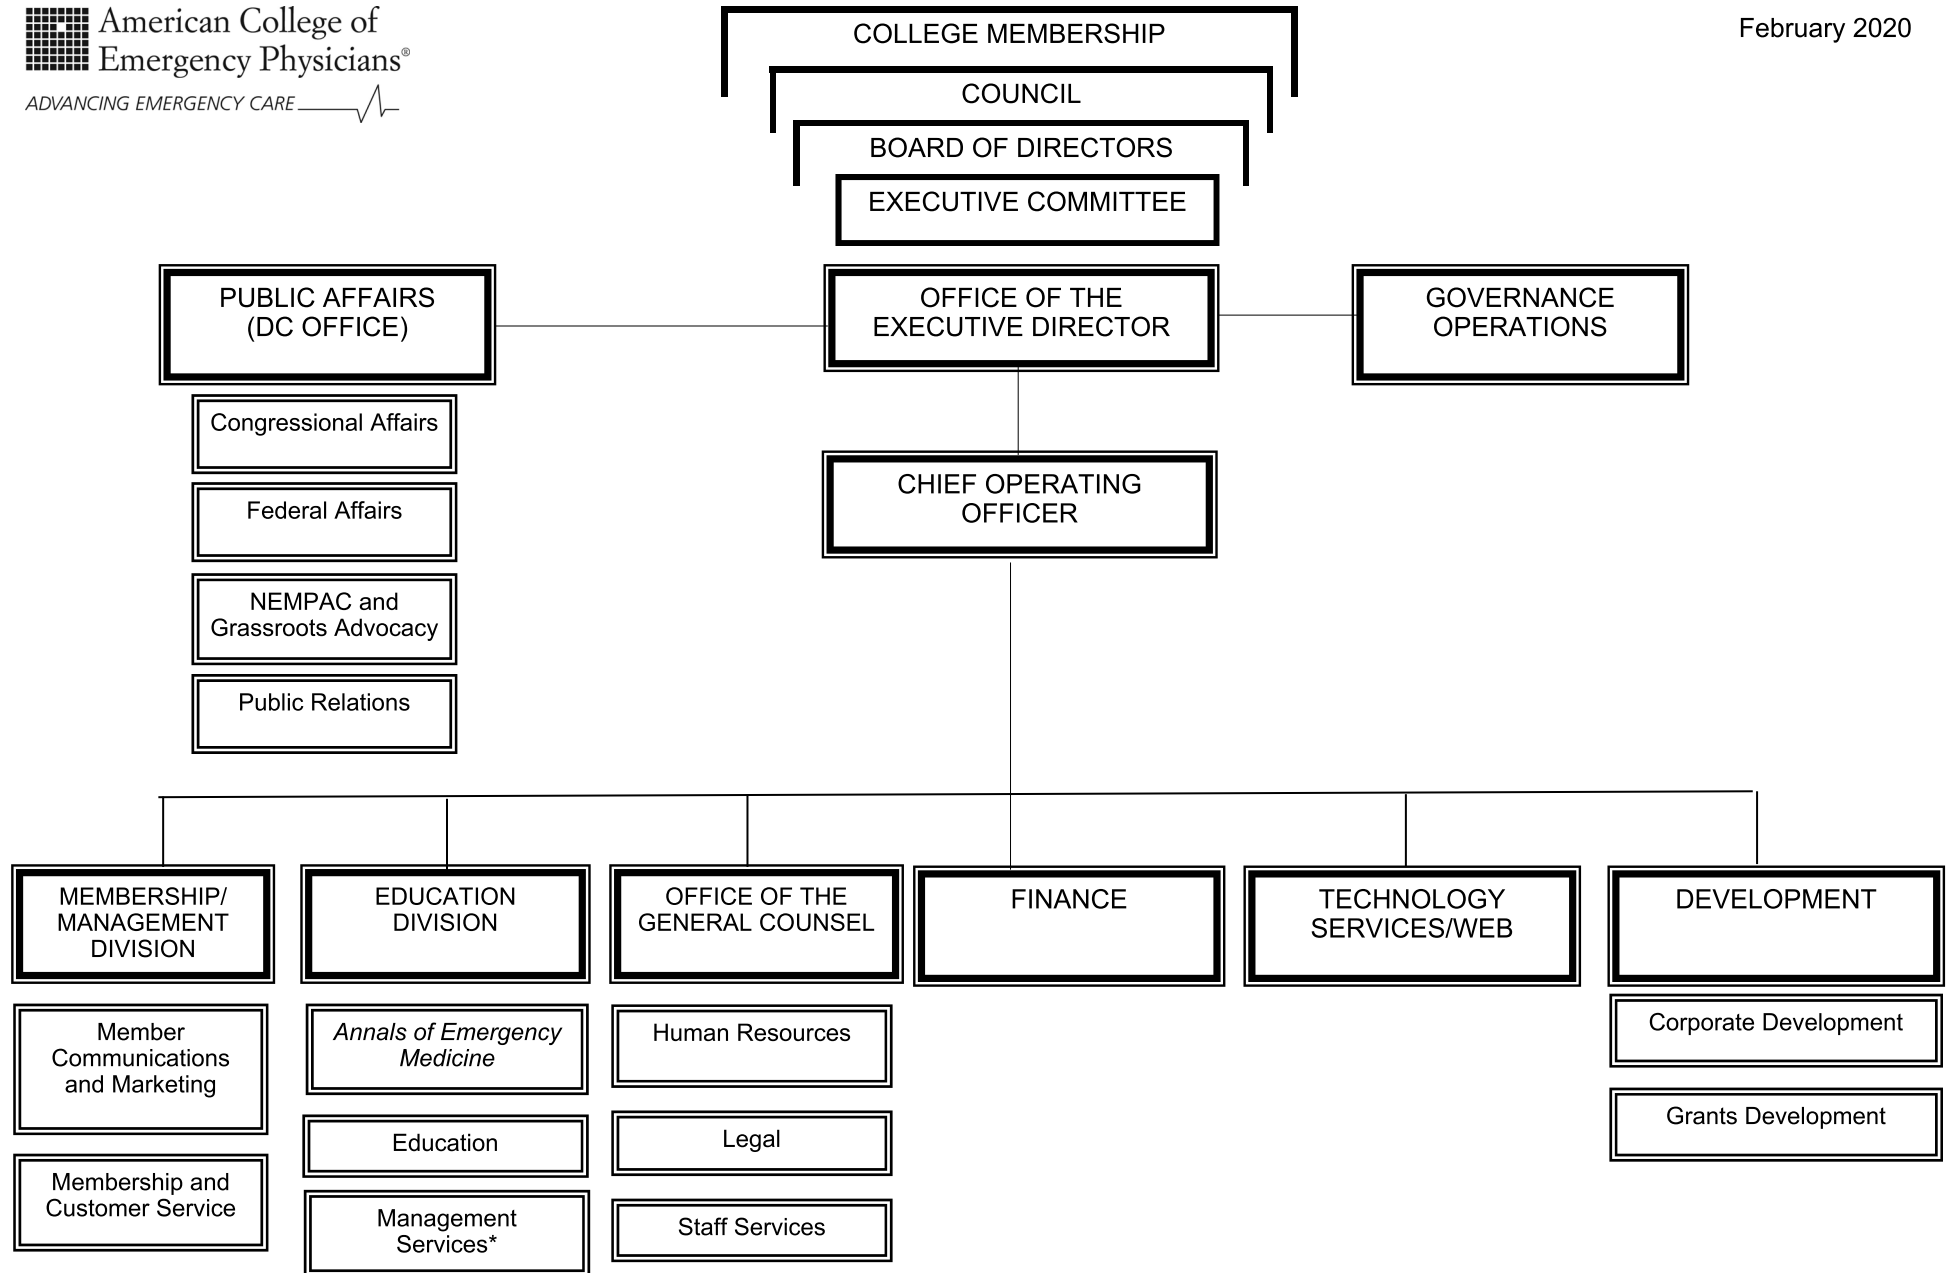 American College of
Emergency Physicians®
ADVANCING EMERGENCY CARE
February 2020
COLLEGE MEMBERSHIP
COUNCIL
BOARD OF DIRECTORS
EXECUTIVE COMMITTEE
PUBLIC AFFAIRS
(DC OFFICE)
OFFICE OF THE
EXECUTIVE DIRECTOR
GOVERNANCE
OPERATIONS
Congressional Affairs
Federal Affairs
NEMPAC and
Grassroots Advocacy
Public Relations
CHIEF OPERATING
OFFICER
MEMBERSHIP/
MANAGEMENT
DIVISION
Member
Communications
and Marketing
Membership and
Customer Service
EDUCATION
DIVISION
Annals of Emergency
Medicine
Education
Management
Services*
OFFICE OF THE
GENERAL COUNSEL
Human Resources
Legal
Staff Services
FINANCE
TECHNOLOGY
SERVICES/WEB
DEVELOPMENT
Corporate Development
Grants Development